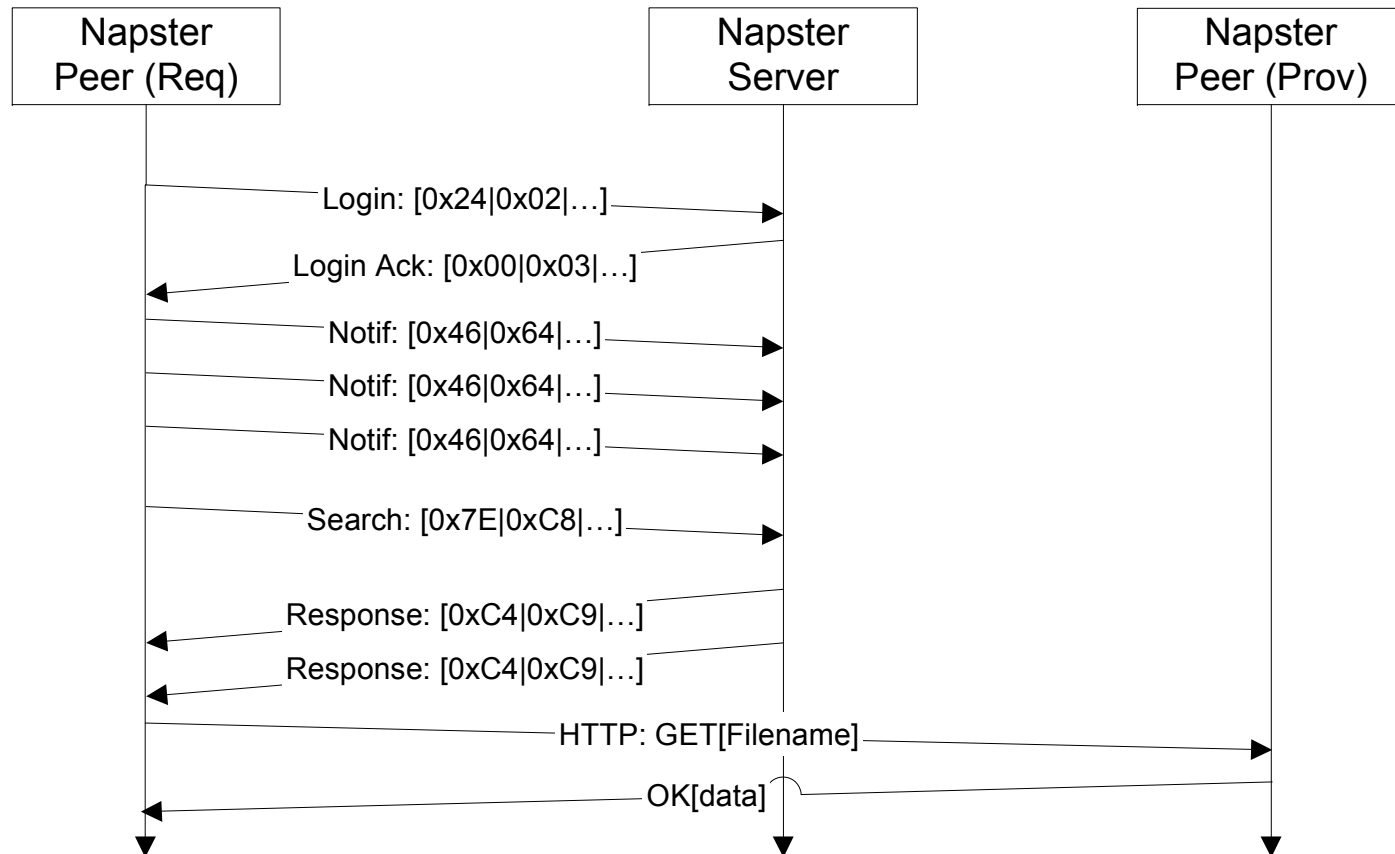 Napster
Peer (Req)
Napster
Server
Napster
Peer (Prov)
Login: [0x24|0x02|…]
Login Ack: [0x00|0x03|…]
Notif: [0x46|0x64|…]
Notif: [0x46|0x64|…]
Notif: [0x46|0x64|…]
Search: [0x7E|0xC8|…]
Response: [0xC4|0xC9|…]
Response: [0xC4|0xC9|…]
HTTP: GET[Filename]
OK[data]